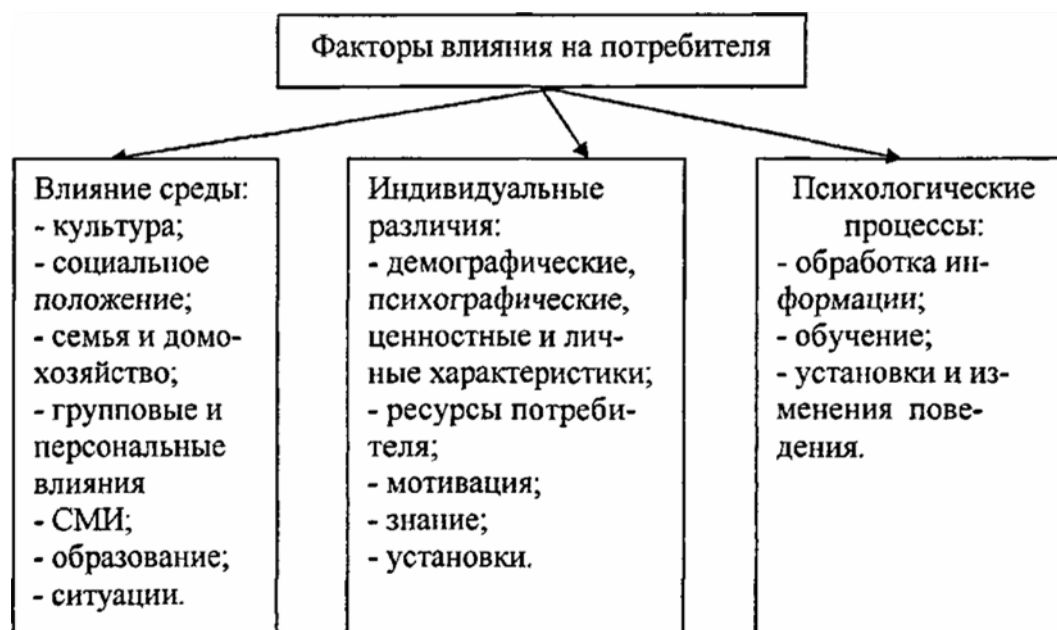 Факторы влияния на потребителя
Влияние среды:
- культура;
- социальное
положение;
- семья и домо-
хозяйство;
- групповые и
персональные
влияния
- СМИ;
- образование;
- ситуации.
Индивидуальные
различия:
- демографические,
психографические,
ценностные и лич-
ные характеристики;
- ресурсы потреби-
теля;
- мотивация;
- знание;
- установки.
Психологические
процессы:
- обработка ин-
формации;
- обучение;
- установки и из-
менения пове-
дения.